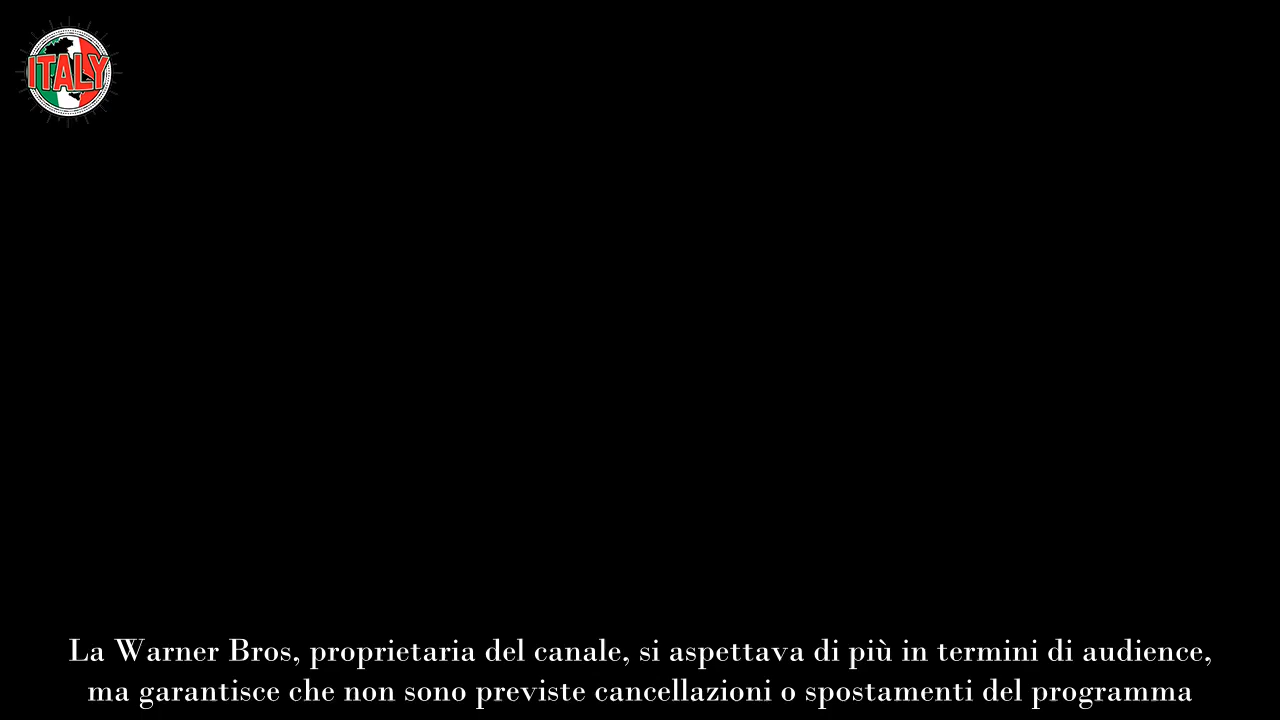 ITALY
La Warner Bros, proprietaria del canale, si aspettava di più in termini di audience,
ma garantisce che non sono previste cancellazioni o spostamenti del programma